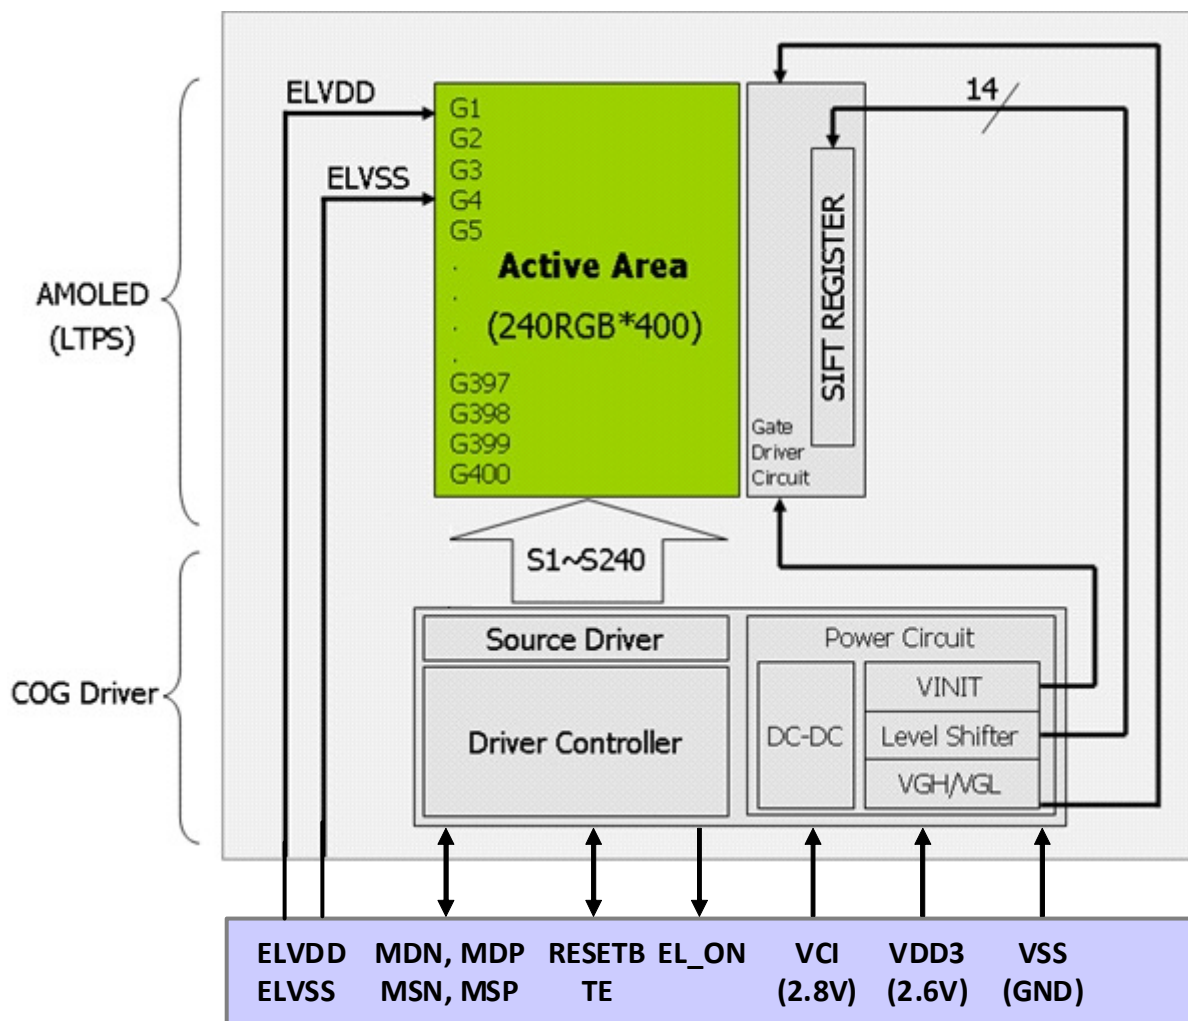 ELVDD
14
G1
G2
G3
ELVSS
G4
G5
.
.
.
.
Active Area
(240RGB*400)
SIFT REGISTER
AMOLED
(LTPS)
G397
G398
G399
G400
Gate
Driver
Circuit
S1~S240
COG Driver
Source Driver
Driver Controller
Power Circuit
DC-DC
VINIT
Level Shifter
VGH/VGL
ELVDD MDN, MDP RESETB EL_ON VCI VDD3 VSS
ELVSS MSN, MSP TE (2.8V) (2.6V) (GND)